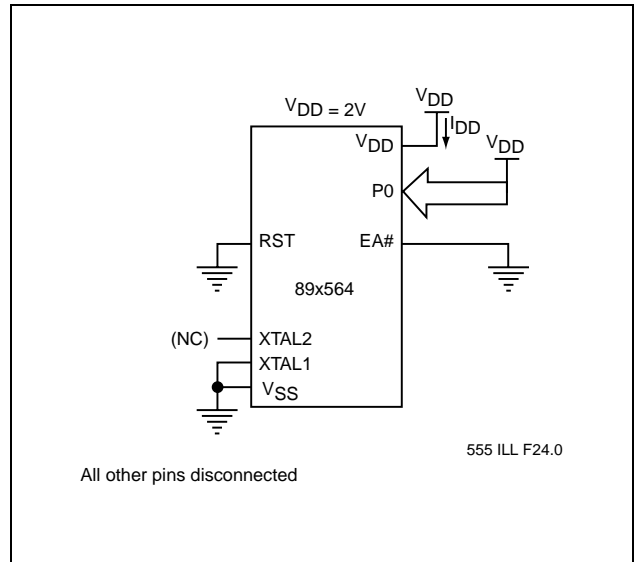 VDD = 2V
VDD
IDD
VDD
VDD
P0
RST
EA#
89x564
(NC)
XTAL2
XTAL1
VSS
555 ILL F24.0
All other pins disconnected